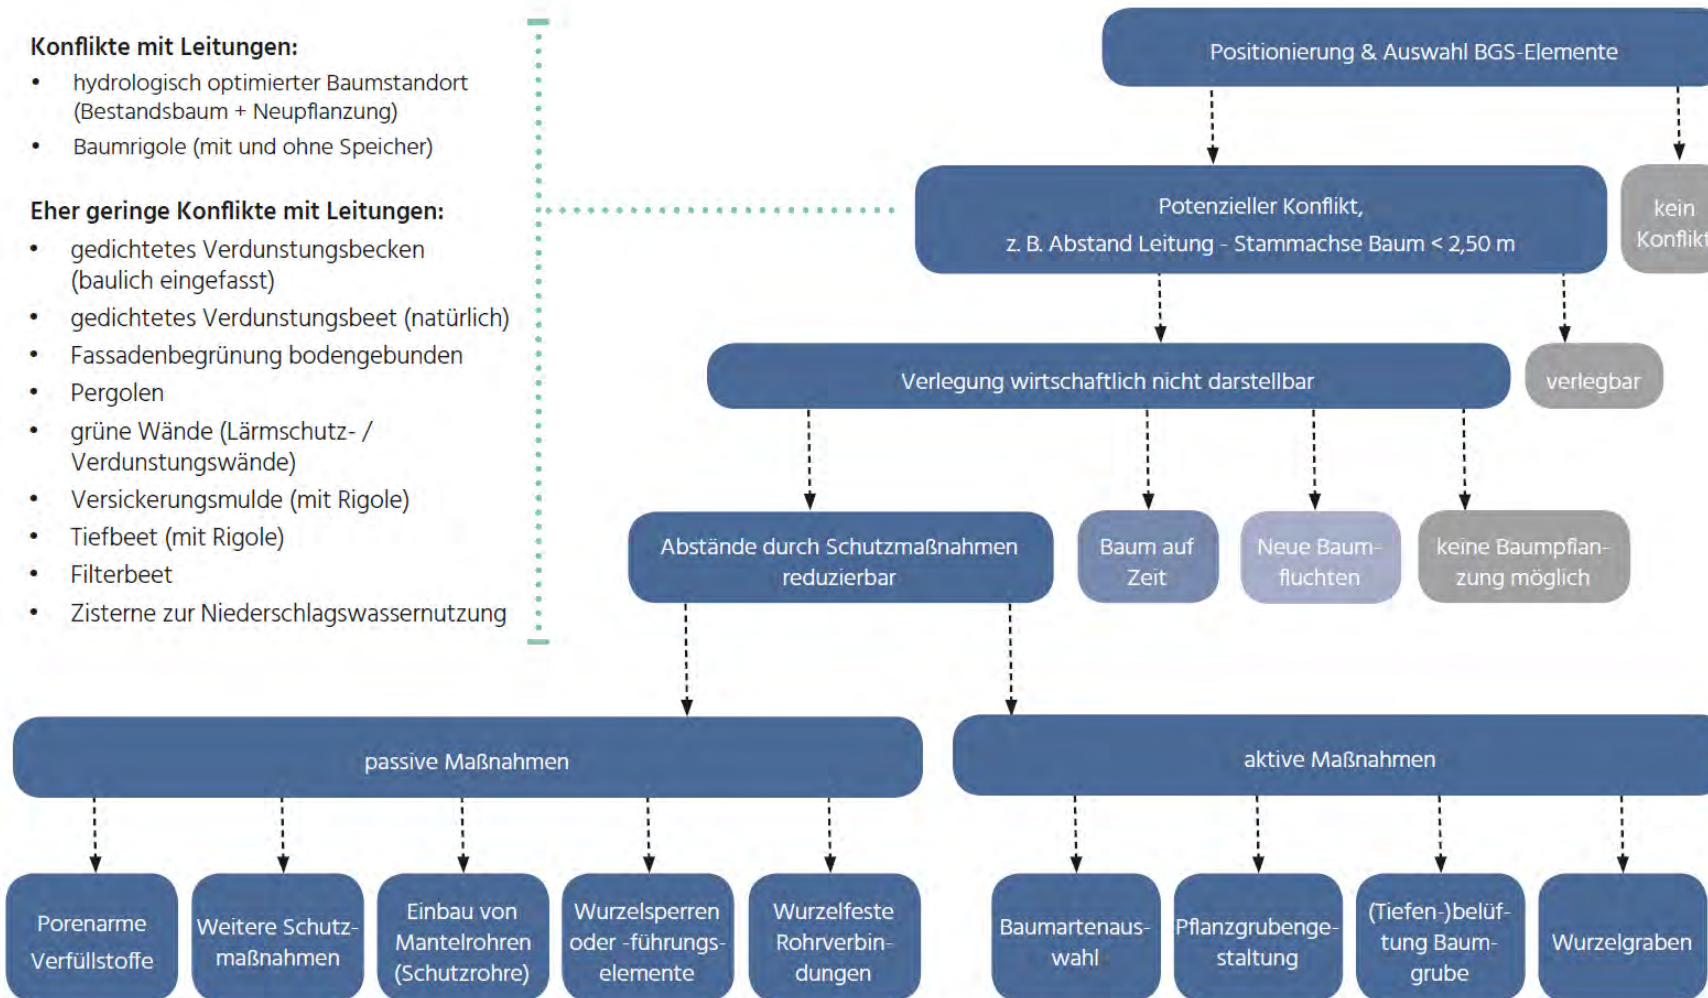 Konflikte mit Leitungen:
• hydrologisch optimierter Baumstandort
(Bestandsbaum + Neupflanzung)
• Baumrigole (mit und ohne Speicher)
Eher geringe Konflikte mit Leitungen:
• gedichtetes Verdunstungsbecken
(baulich eingefasst)
• gedichtetes Verdunstungsbeet (natürlich)
• Fassadenbegrünung bodengebunden
• Pergolen
• grüne Wände (Lärmschutz- /
Verdunstungswände)
• Versickerungsmulde (mit Rigole)
• Tiefbeet (mit Rigole)
• Filterbeet
• Zisterne zur Niederschlagswassernutzung
Positionierung & Auswahl BGS-Elemente
Potenzieller Konflikt,
z. B. Abstand Leitung - Stammachse Baum < 2,50 m
kein
Konflikt
Verlegung wirtschaftlich nicht darstellbar
verlegbar
Abstände durch Schutzmaßnahmen
reduzierbar
Baum auf
Zeit
Neue Baum-
fluchten
keine Baumpflan-
zung möglich
passive Maßnahmen
aktive Maßnahmen
Porenarme
Verfüllstoffe
Weitere Schutz-
maßnahmen
Einbau von
Mantelrohren
(Schutzrohre)
Wurzelsperren
oder -führungs-
elemente
Wurzelfeste
Rohrverbin-
dungen
Baumartenaus-
wahl
Pflanzgrubenge-
staltung
(Tiefen-)belüf-
tung Baum-
grube
Wurzelgraben